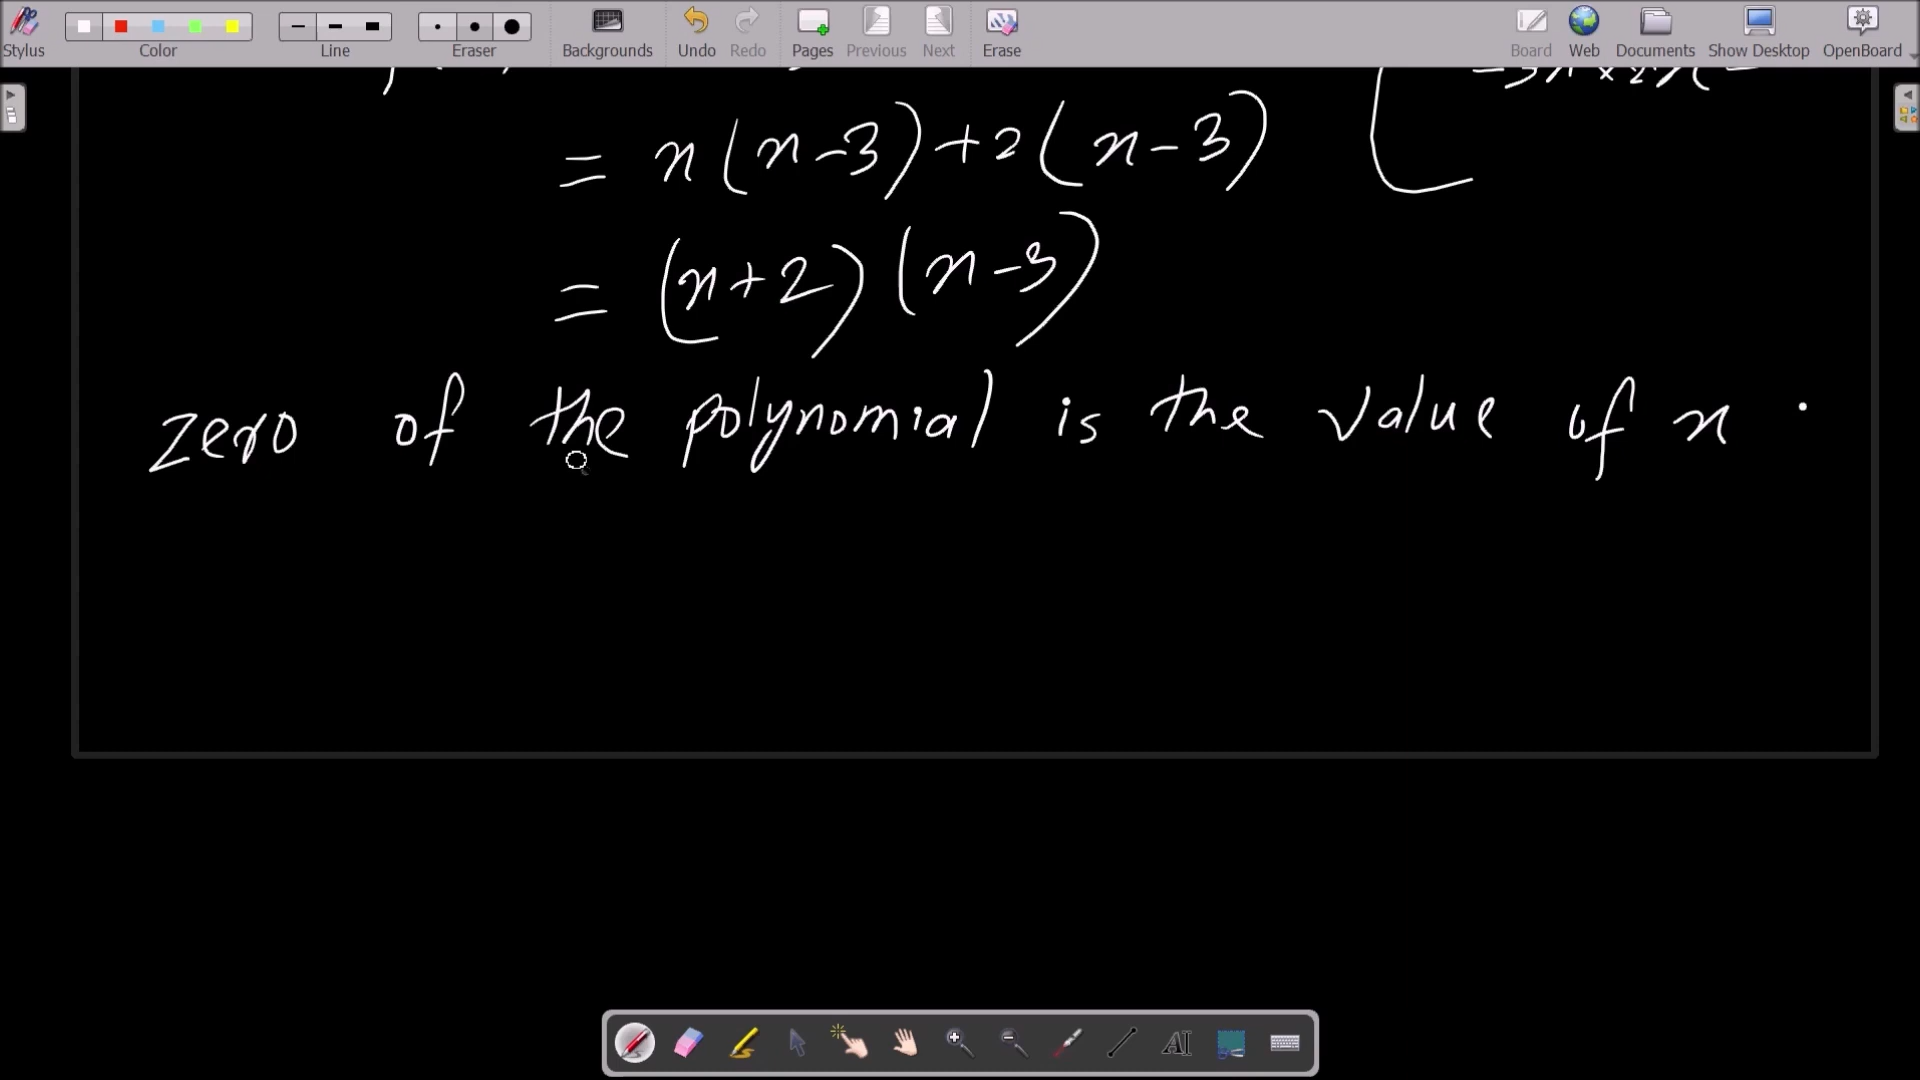 Stylus Color Line Eraser Backgrounds Undo Redo Pages Previous Next Erase Board Web Documents Show Desktop OpenBoard
= x(x-3)+2(x-3)
= (x+2)(x-3)
zero of the polynomial is the value of x .
AI